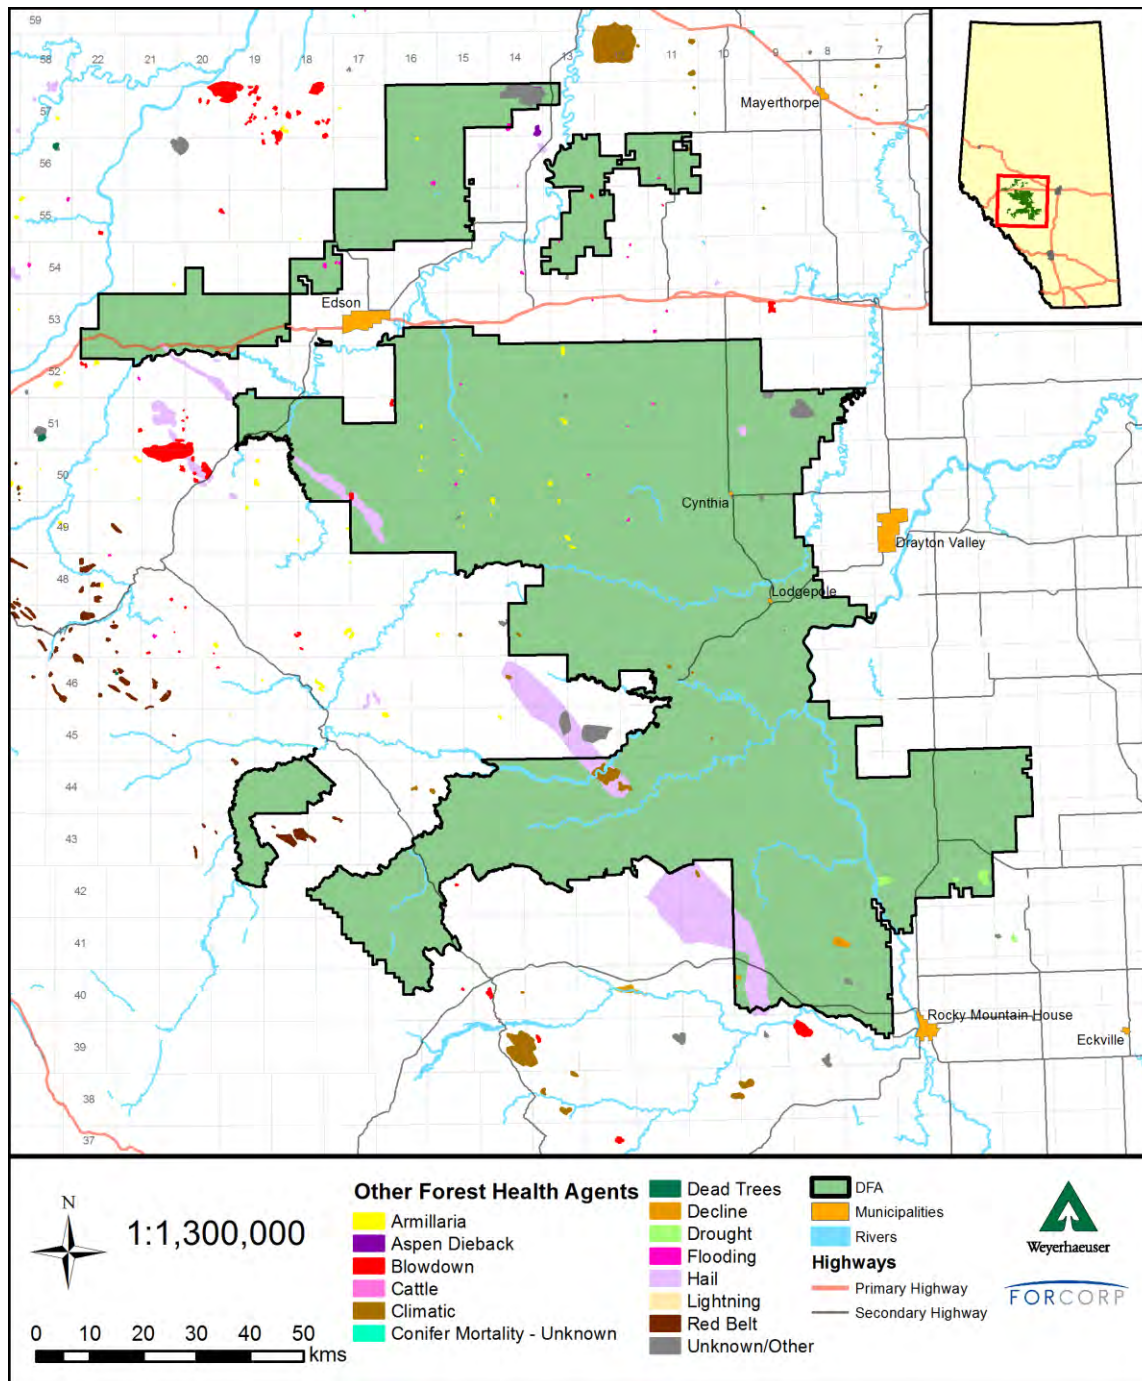 59
58
22
21
20
19
18
17
16
15
14
13
11
10
9
8
7
Mayerthorpe
57
56
55
54
Edson
53
52
51
50
Cynthia
49
Drayton Valley
48
Lodgepole
47
46
45
44
43
42
41
40
Rocky Mountain House
Eckville
39
38
37
N
1:1,300,000
0 10 20 30 40 50
kms
Other Forest Health Agents
Armillaria
Aspen Dieback
Blowdown
Cattle
Climatic
Conifer Mortality - Unknown
Dead Trees
Decline
Drought
Flooding
Hail
Lightning
Red Belt
Unknown/Other
DFA
Municipalities
Rivers
Highways
Primary Highway
Secondary Highway
Weyerhaeuser
FORCORP